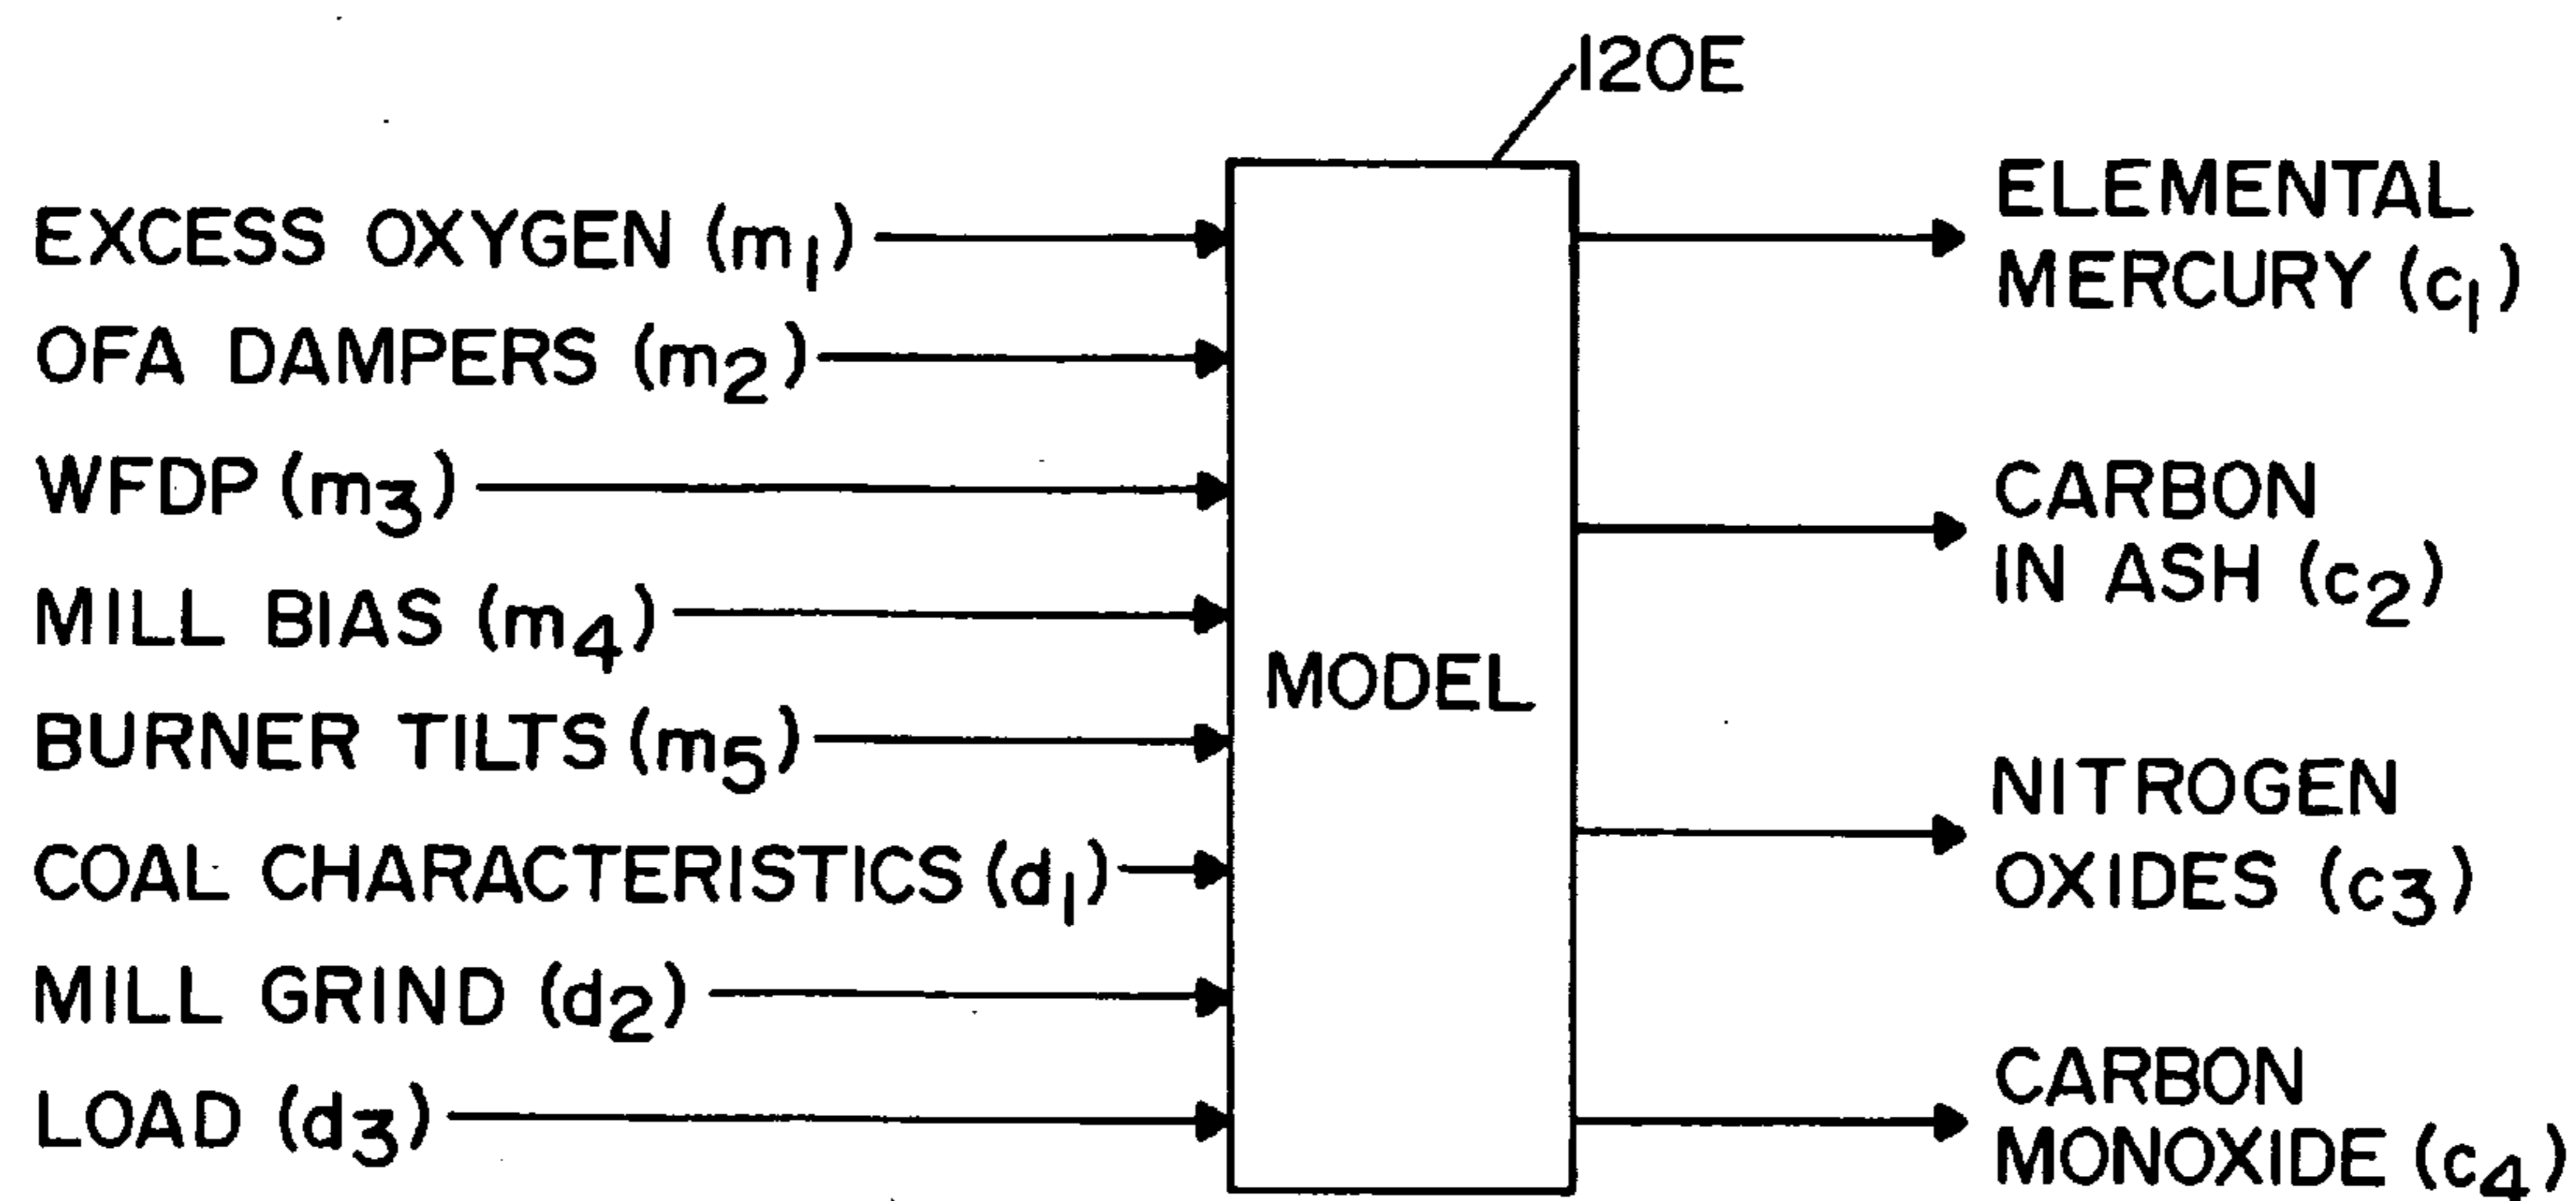 120E
EXCESS OXYGEN (m1)
OFA DAMPERS (m2)
WFDP (m3)
MILL BIAS (m4)
BURNER TILTS (m5)
COAL CHARACTERISTICS (d1)
MILL GRIND (d2)
LOAD (d3)
MODEL
ELEMENTAL
MERCURY (c1)
CARBON
IN ASH (c2)
NITROGEN
OXIDES (c3)
CARBON
MONOXIDE (c4)